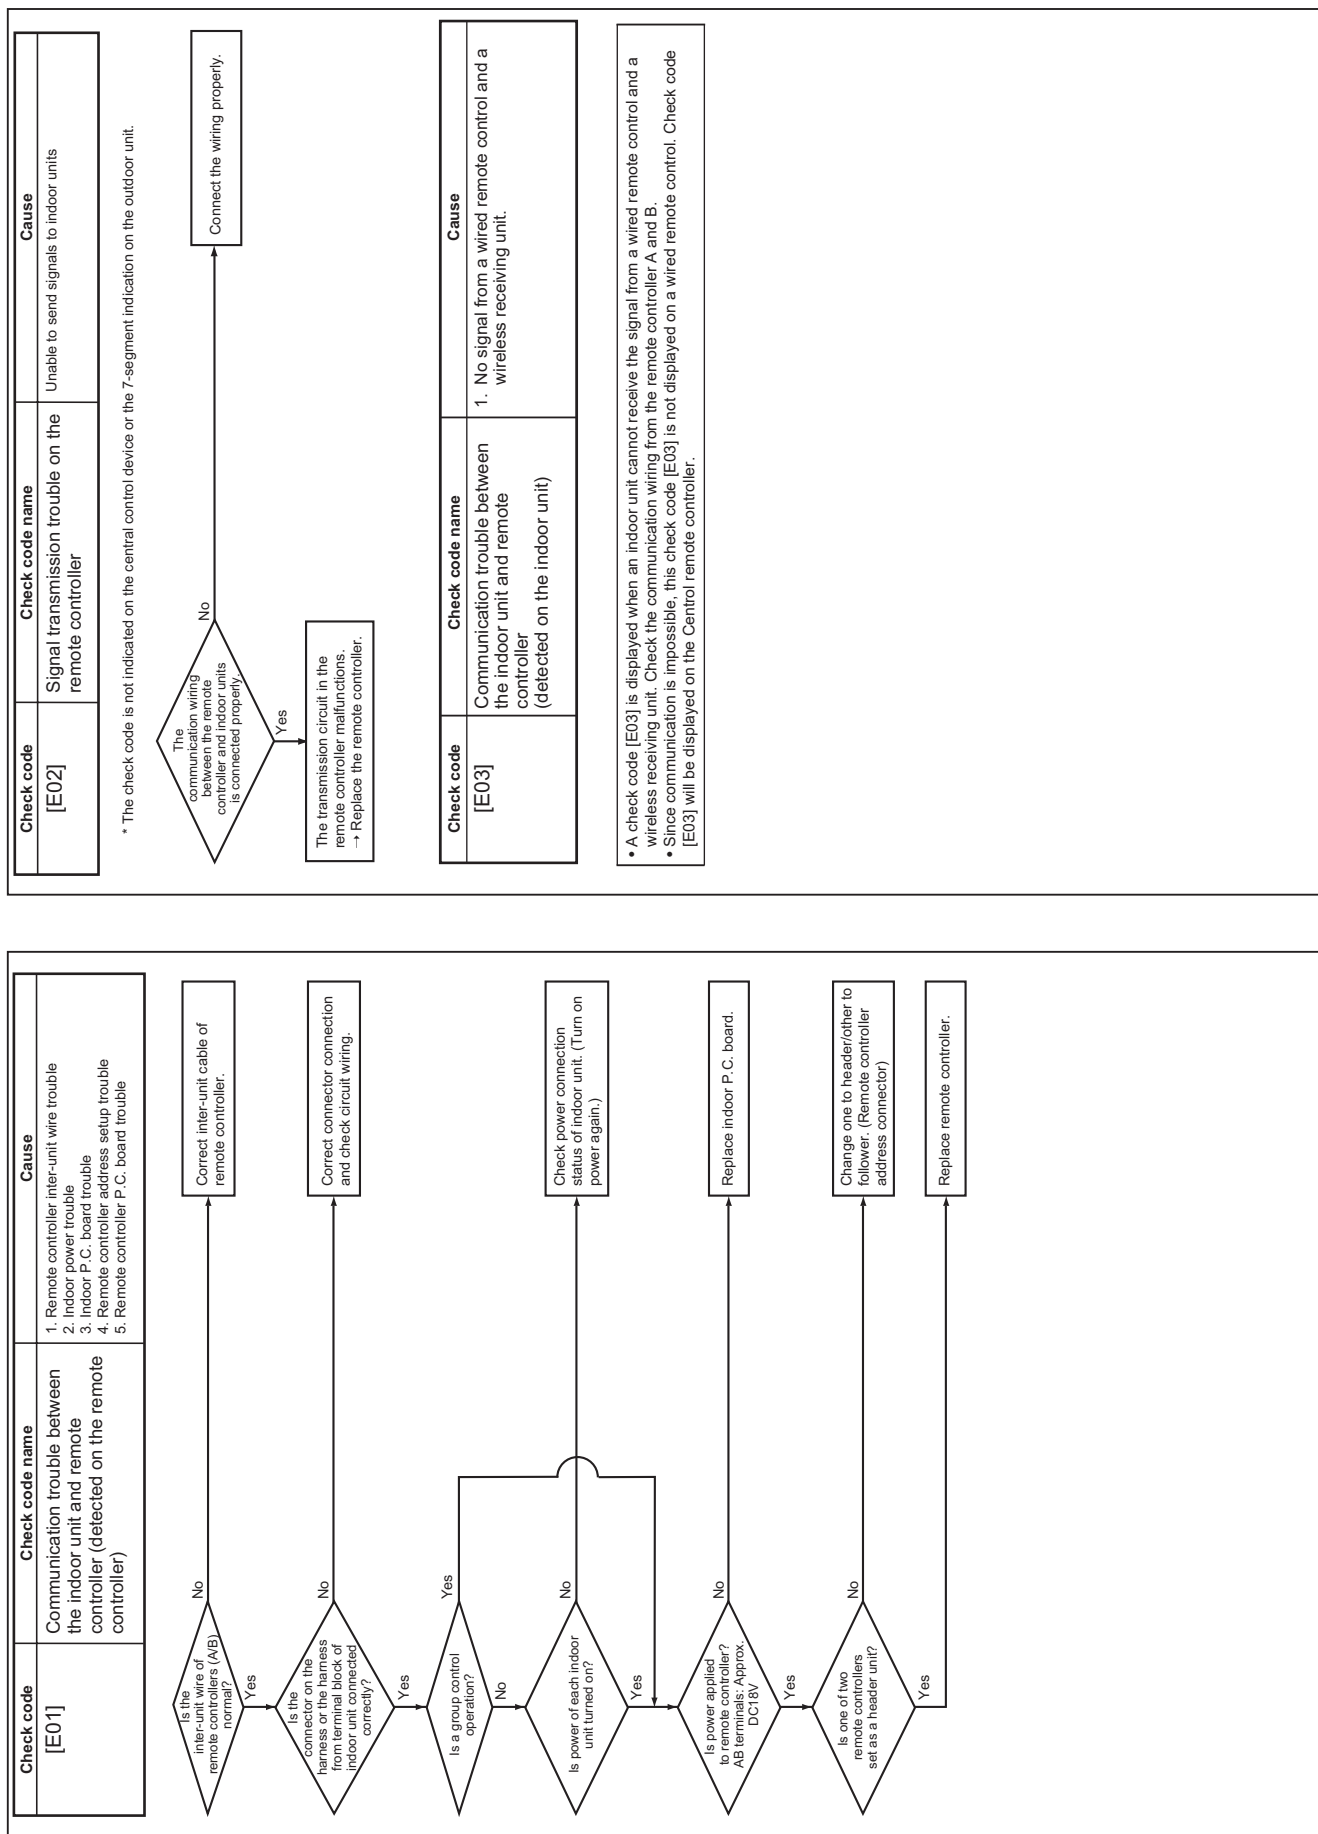 Check code
Check code name
Cause
[E01]
Communication trouble between
the indoor unit and remote
controller (detected on the remote
controller)
1. Remote controller inter-unit wire trouble
2. Indoor power trouble
3. Indoor P.C. board trouble
4. Remote controller address setup trouble
5. Remote controller P.C. board trouble
Is the
inter-unit wire of
remote controllers (A/B)
normal?
No
Correct inter-unit cable of
remote controller.
Yes
Is the
connector on the
harness or the harness
from terminal block of
indoor unit connected
correctly?
No
Correct connector connection
and check circuit wiring.
Yes
Is a group control
operation?
Yes
No
Is power of each indoor
unit turned on?
No
Check power connection
status of indoor unit. (Turn on
power again.)
Yes
Is power applied
to remote controller?
AB terminals: Approx.
DC18V
No
Replace indoor P.C. board.
Yes
Is one of two
remote controllers
set as a header unit?
No
Change one to header/other to
follower. (Remote controller
address connector)
Yes
Replace remote controller.
Check code
Check code name
Cause
[E02]
Signal transmission trouble on the
remote controller
Unable to send signals to indoor units
* The check code is not indicated on the central control device or the 7-segment indication on the outdoor unit.
The
communication wiring
between the remote
controller and indoor units
is connected properly.
No
Connect the wiring properly.
Yes
The transmission circuit in the
remote controller malfunctions.
→ Replace the remote controller.
Check code
Check code name
Cause
[E03]
Communication trouble between
the indoor unit and remote
controller
(detected on the indoor unit)
1. No signal from a wired remote control and a
wireless receiving unit.
• A check code [E03] is displayed when an indoor unit cannot receive the signal from a wired remote control and a
wireless receiving unit. Check the communication wiring from the remote controller A and B.
• Since communication is impossible, this check code [E03] is not displayed on a wired remote control. Check code
[E03] will be displayed on the Central remote controller.